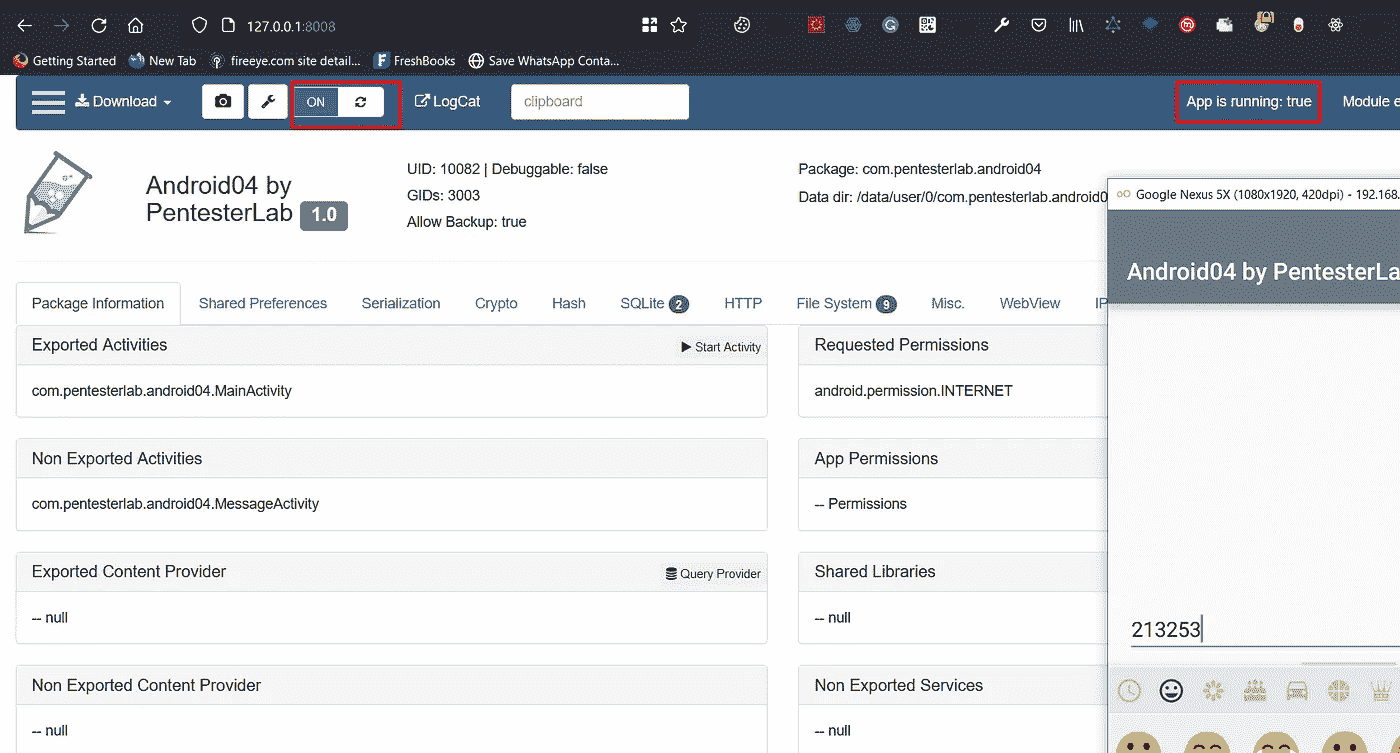 127.0.0.1:8008
Getting Started New Tab fireeye.com site detail... FreshBooks Save WhatsApp Conta...
Download ON LogCat clipboard App is running: true Module e
Android04 by
PentesterLab 1.0
UID: 10082 | Debuggable: false
GIDs: 3003
Allow Backup: true
Package: com.pentesterlab.android04
Data dir: /data/user/0/com.pentesterlab.android0
Google Nexus 5X (1080x1920, 420dpi) - 192.168.
Android04 by PentesterLa
Package Information Shared Preferences Serialization Crypto Hash SQLite 2 HTTP File System 9 Misc. WebView IP
Exported Activities Start Activity
com.pentesterlab.android04.MainActivity
Requested Permissions
android.permission.INTERNET
Non Exported Activities
com.pentesterlab.android04.MessageActivity
App Permissions
-- Permissions
Exported Content Provider Query Provider
-- null
Shared Libraries
-- null
Non Exported Content Provider
-- null
Non Exported Services
-- null
213253